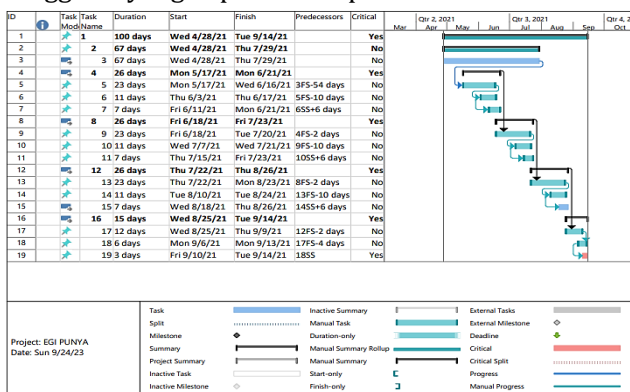 ID Task Mode Task Name Duration Start Finish Predecessors Critical Qtr 2, 2021 Qtr 3, 2021 Qtr 4, 2
Mar Apr May Jun Jul Aug Sep Oct
1 1 100 days Wed 4/28/21 Tue 9/14/21 Yes
2 2 67 days Wed 4/28/21 Thu 7/29/21 No
3 3 67 days Wed 4/28/21 Thu 7/29/21 No
4 4 26 days Mon 5/17/21 Mon 6/21/21 Yes
5 5 23 days Mon 5/17/21 Wed 6/16/21 3FS-54 days No
6 6 11 days Thu 6/3/21 Thu 6/17/21 5FS-10 days No
7 7 7 days Fri 6/11/21 Mon 6/21/21 6SS+6 days No
8 8 26 days Fri 6/18/21 Fri 7/23/21 Yes
9 9 23 days Fri 6/18/21 Tue 7/20/21 4FS-2 days No
10 10 11 days Wed 7/7/21 Wed 7/21/21 9FS-10 days No
11 11 7 days Thu 7/15/21 Fri 7/23/21 10SS+6 days No
12 12 26 days Thu 7/22/21 Thu 8/26/21 Yes
13 13 23 days Thu 7/22/21 Mon 8/23/21 8FS-2 days No
14 14 11 days Tue 8/10/21 Tue 8/24/21 13FS-10 days No
15 15 7 days Wed 8/18/21 Thu 8/26/21 14SS+6 days No
16 16 15 days Wed 8/25/21 Tue 9/14/21 Yes
17 17 12 days Wed 8/25/21 Thu 9/9/21 12FS-2 days No
18 18 6 days Mon 9/6/21 Mon 9/13/21 17FS-4 days No
19 19 3 days Fri 9/10/21 Tue 9/14/21 18SS Yes
Project: EGI PUNYA
Date: Sun 9/24/23
Task Inactive Summary External Tasks
Split Manual Task External Milestone
Milestone Duration-only Deadline
Summary Manual Summary Rollup Critical
Project Summary Manual Summary Critical Split
Inactive Task Start-only Progress
Inactive Milestone Finish-only Manual Progress